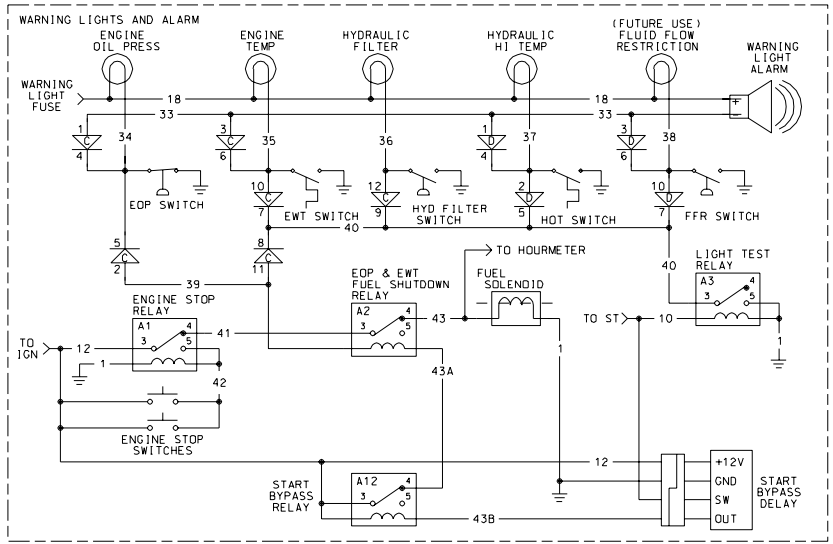 WARNING LIGHTS AND ALARM
ENGINE OIL PRESS
ENGINE TEMP
HYDRAULIC FILTER
HYDRAULIC HI TEMP
(FUTURE USE)
FLUID FLOW RESTRICTION
WARNING LIGHT ALARM
WARNING LIGHT FUSE
18
18
+
−
33
33
34
35
36
37
38
1
C
4
3
C
6
1
D
4
3
D
6
EOP SWITCH
10
C
7
EWT SWITCH
12
C
9
HYD FILTER SWITCH
2
D
5
HOT SWITCH
10
D
7
FFR SWITCH
40
5
C
2
8
C
11
39
TO HOURMETER
40
LIGHT TEST RELAY
A3
3
4
5
ENGINE STOP RELAY
A1
3
4
5
EOP & EWT FUEL SHUTDOWN RELAY
A2
3
4
5
43
FUEL SOLENOID
TO ST
10
1
1
TO IGN
12
1
41
42
43A
ENGINE STOP SWITCHES
12
START BYPASS RELAY
A12
3
4
5
43B
+12V
GND
SW
OUT
START BYPASS DELAY